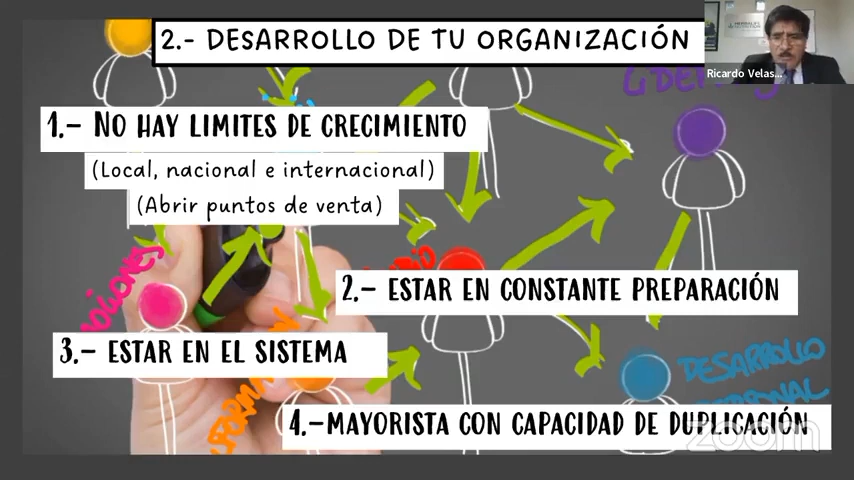 2.- DESARROLLO DE TU ORGANIZACIÓN
Ricardo Velas...
1.- NO HAY LIMITES DE CRECIMIENTO
(Local, nacional e internacional)
(Abrir puntos de venta)
2.- ESTAR EN CONSTANTE PREPARACIÓN
3.- ESTAR EN EL SISTEMA
DESARROLLO
4.-MAYORISTA CON CAPACIDAD DE DUPLICACIÓN
zoom